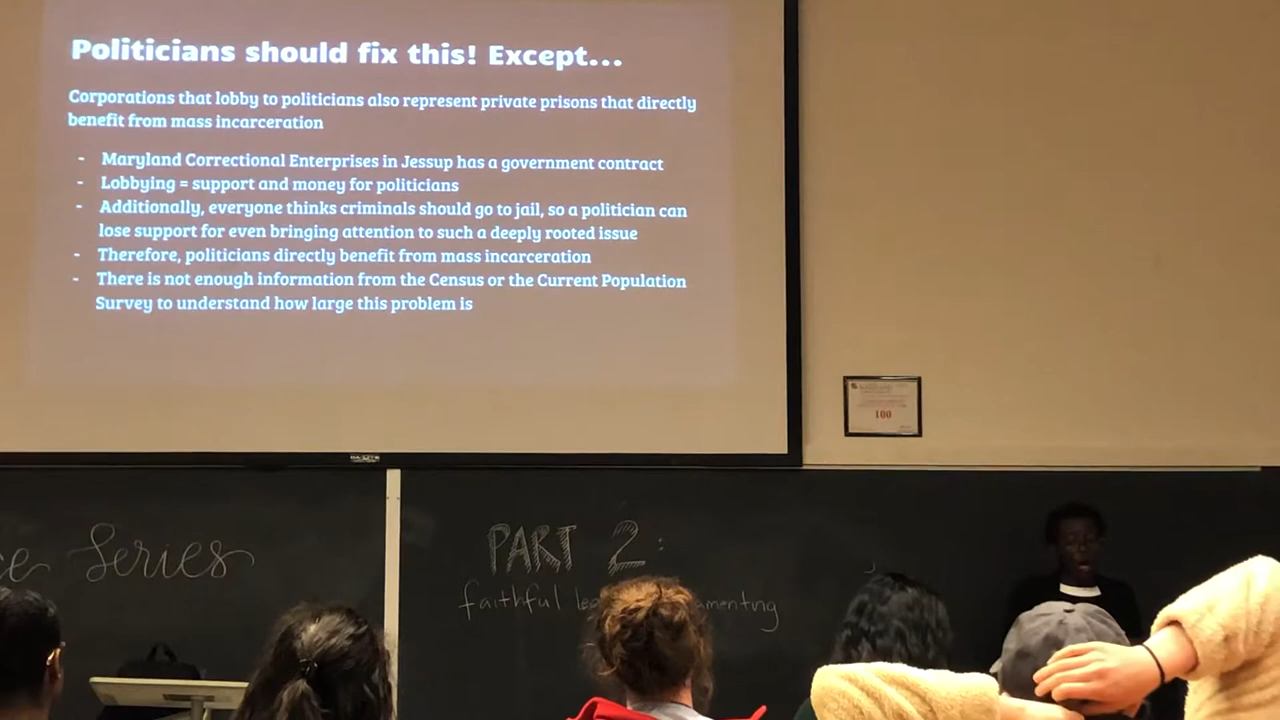 Politicians should fix this! Except...
Corporations that lobby to politicians also represent private prisons that directly
benefit from mass incarceration
- Maryland Correctional Enterprises in Jessup has a government contract
- Lobbying = support and money for politicians
- Additionally, everyone thinks criminals should go to jail, so a politician can
lose support for even bringing attention to such a deeply rooted issue
- Therefore, politicians directly benefit from mass incarceration
- There is not enough information from the Census or the Current Population
Survey to understand how large this problem is
100
DA-LITE
Series
PART 2:
faithful